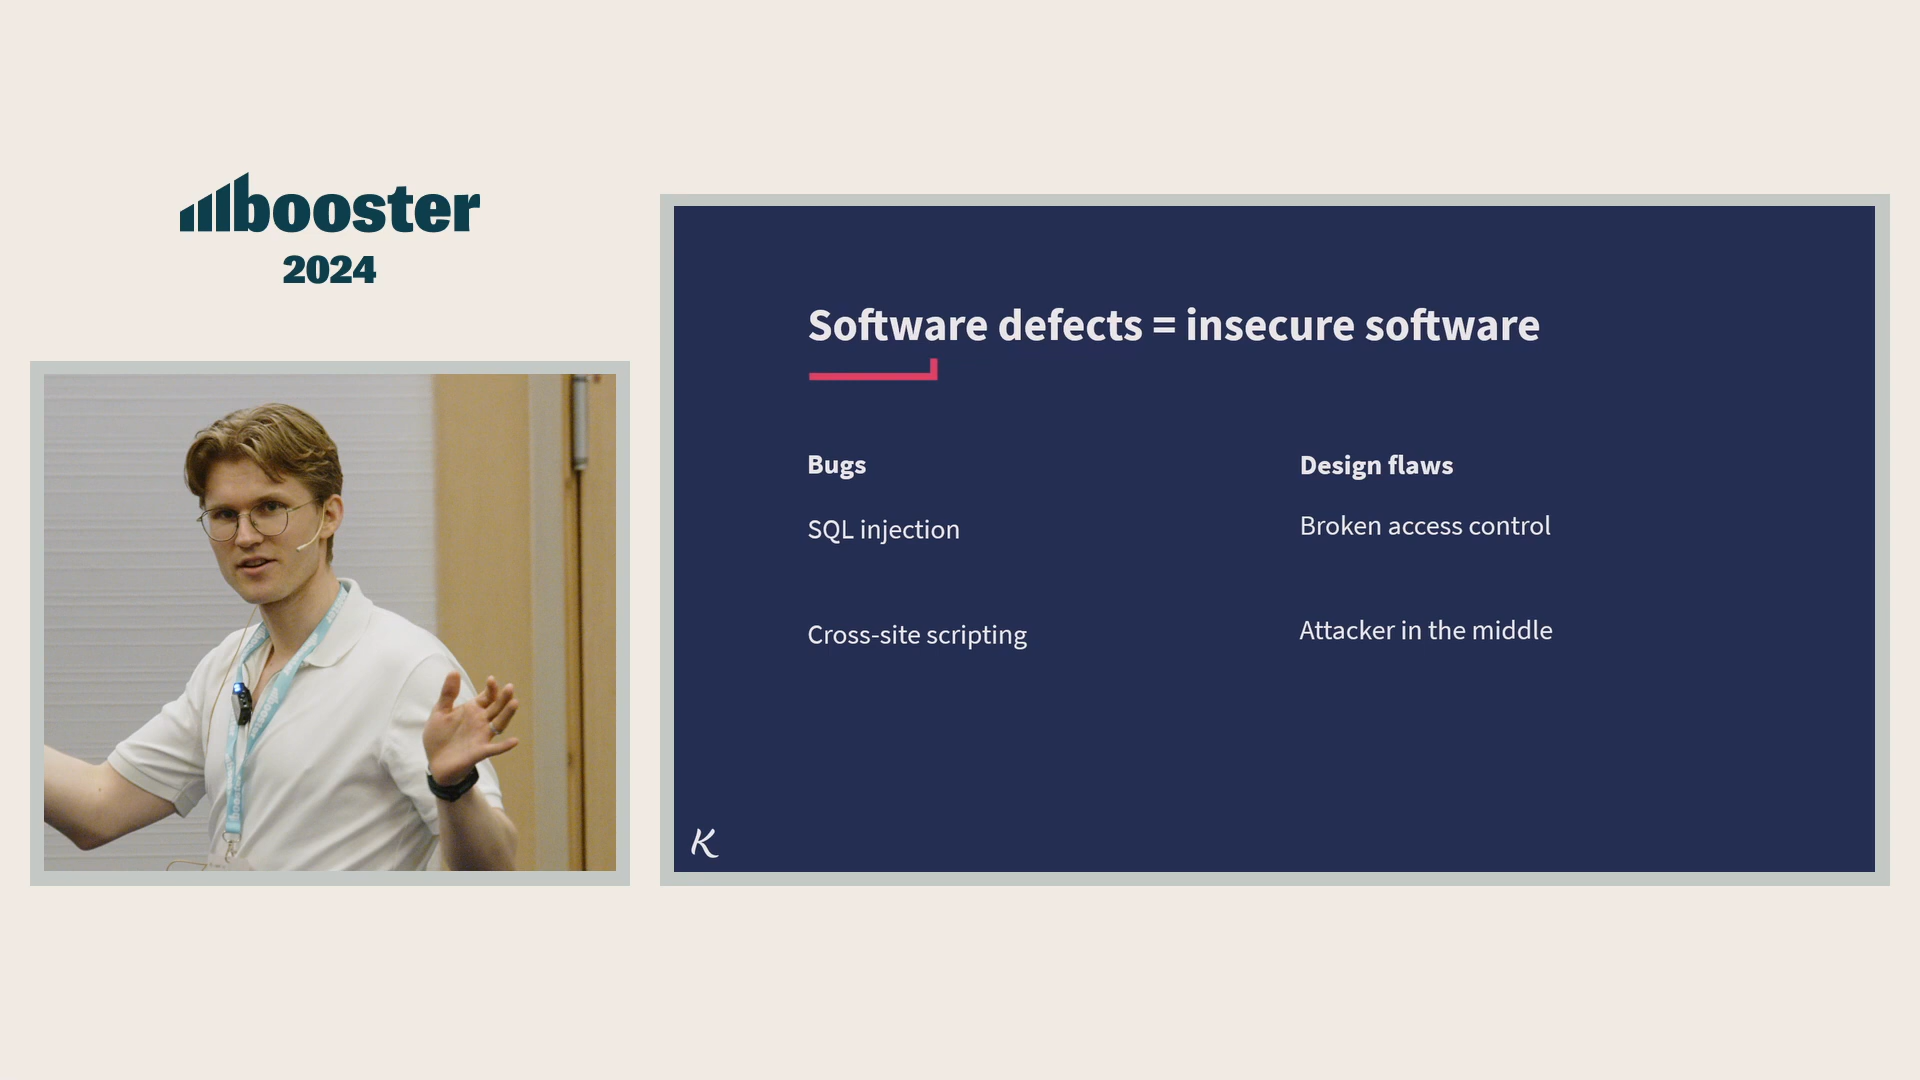 booster
2024
Software defects = insecure software
Bugs
Design flaws
SQL injection
Broken access control
Cross-site scripting
Attacker in the middle
K
booster